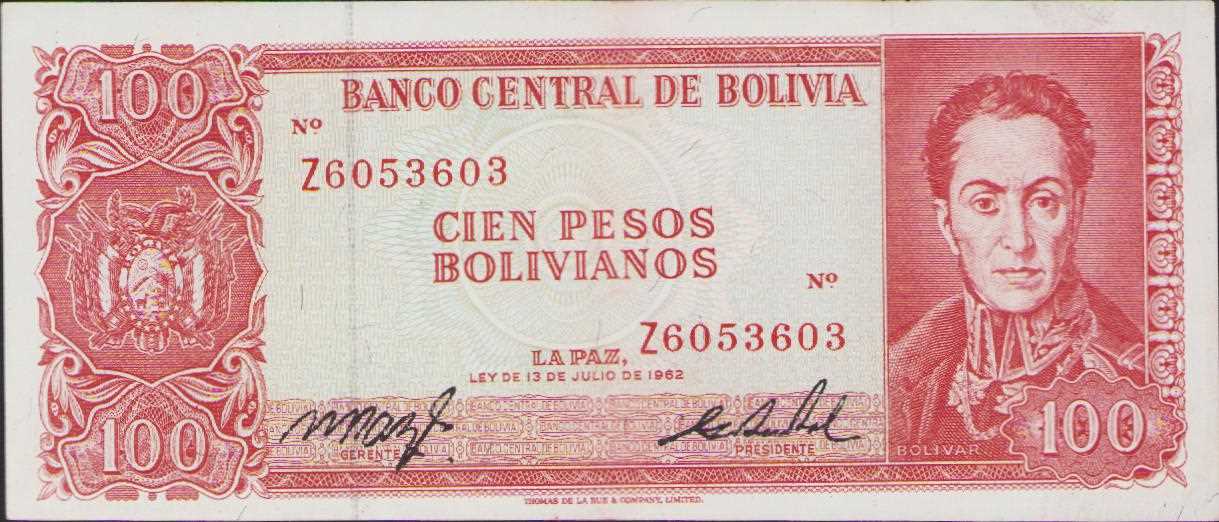 100
BANCO CENTRAL DE BOLIVIA
Nº
Z6053603
CIEN PESOS
BOLIVIANOS
Nº
Z6053603
LA PAZ,
LEY DE 13 DE JULIO DE 1962
GERENTE
PRESIDENTE
BOLIVAR
100
100
THOMAS DE LA RUE & COMPANY, LIMITED.